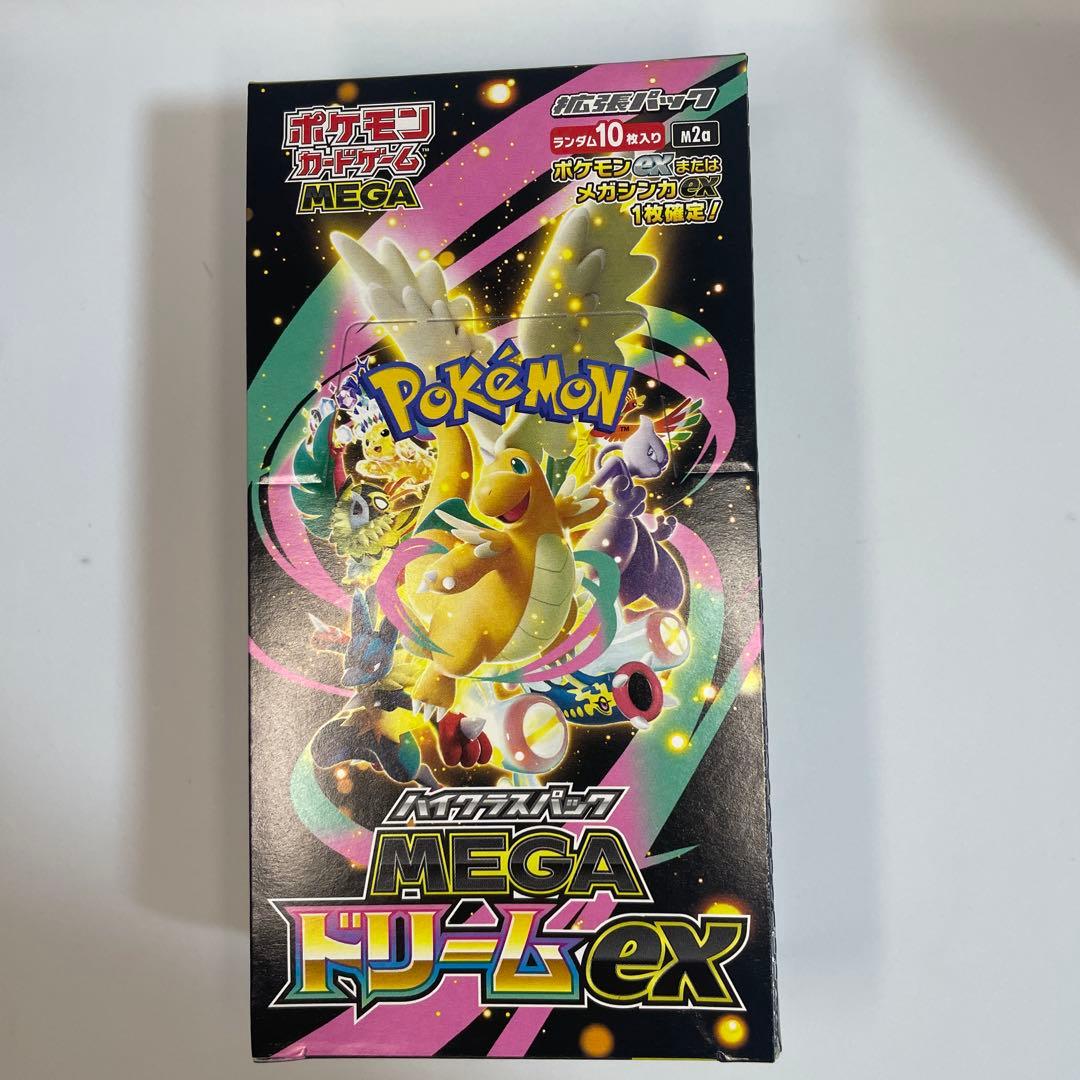 ポケモン
カードゲーム™
MEGA
拡張パック
ランダム10枚入り M2a
ポケモンexまたは
メガシンカex
1枚確定!
POKéMON™
ハイクラスパック
MEGA
ドリームex